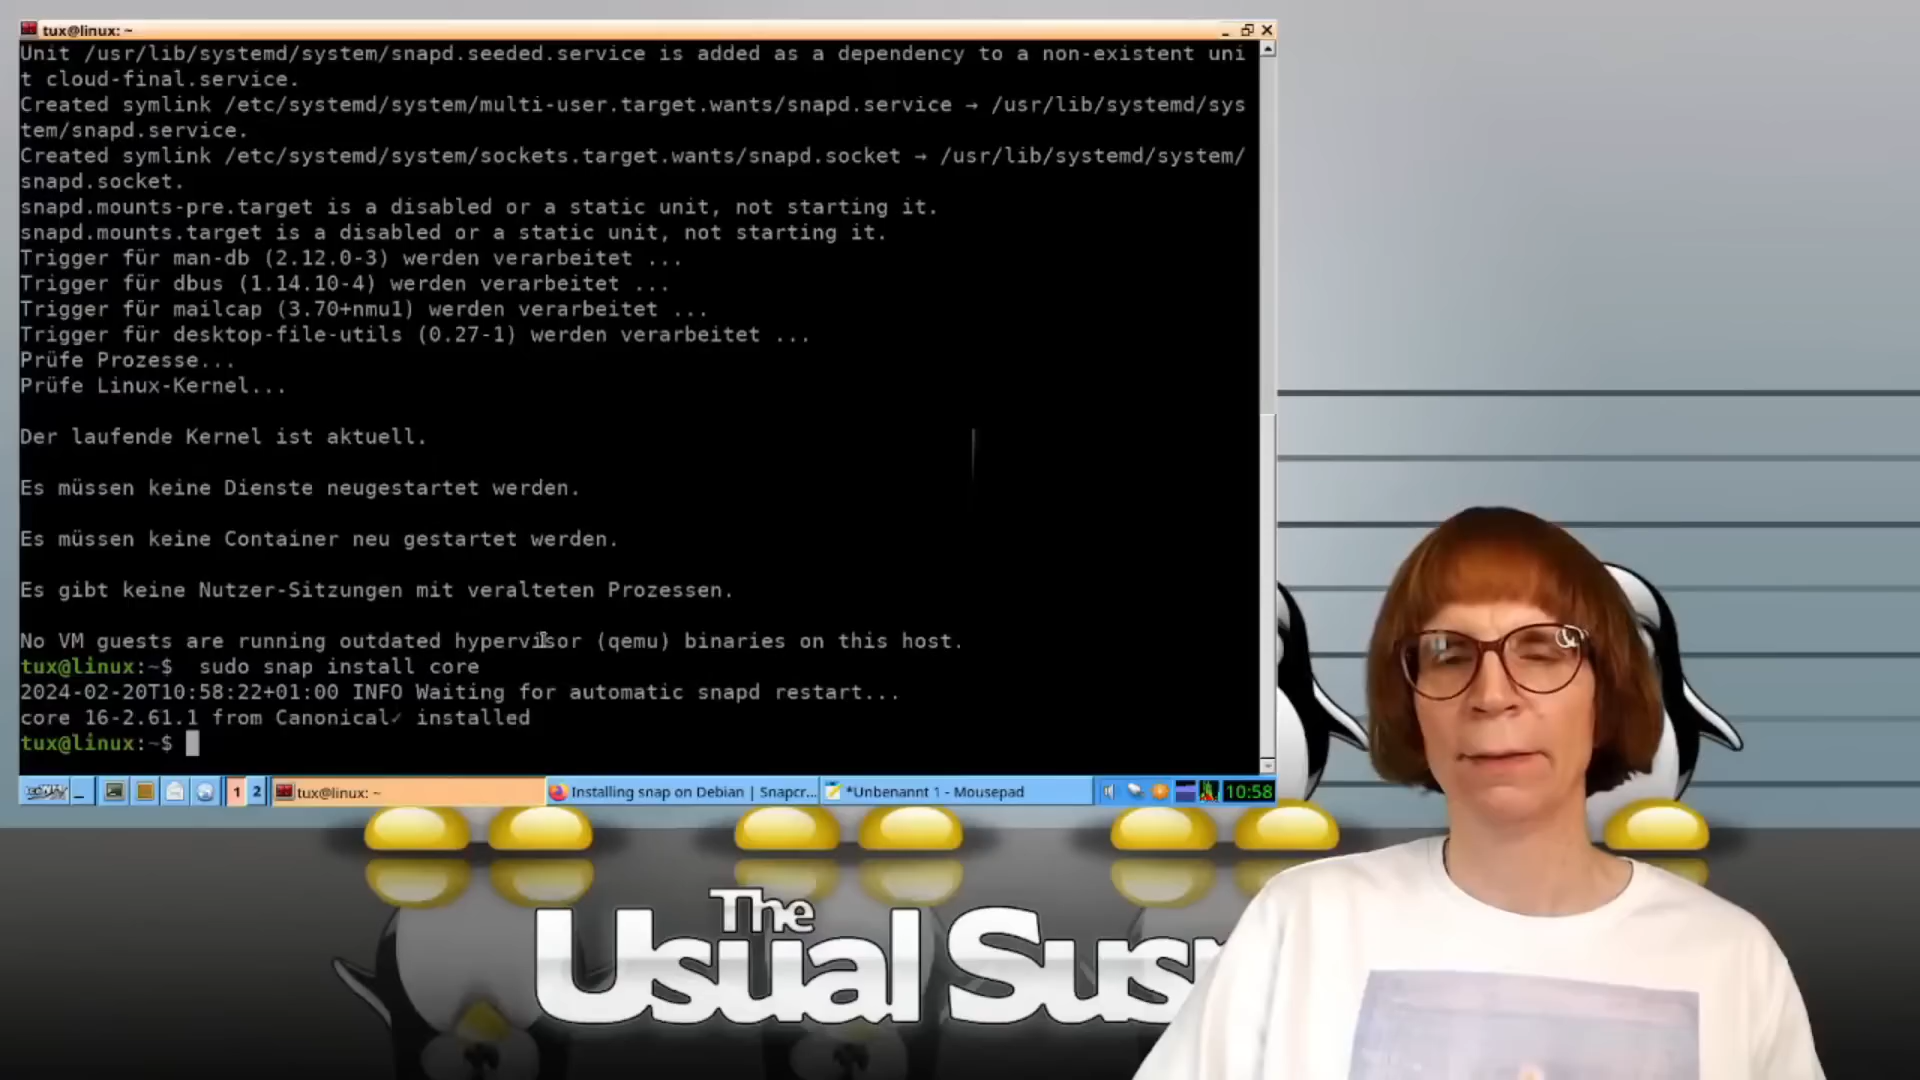 tux@linux: ~
Unit /usr/lib/systemd/system/snapd.seeded.service is added as a dependency to a non-existent uni
t cloud-final.service.
Created symlink /etc/systemd/system/multi-user.target.wants/snapd.service → /usr/lib/systemd/sys
tem/snapd.service.
Created symlink /etc/systemd/system/sockets.target.wants/snapd.socket → /usr/lib/systemd/system/
snapd.socket.
snapd.mounts-pre.target is a disabled or a static unit, not starting it.
snapd.mounts.target is a disabled or a static unit, not starting it.
Trigger für man-db (2.12.0-3) werden verarbeitet ...
Trigger für dbus (1.14.10-4) werden verarbeitet ...
Trigger für mailcap (3.70+nmu1) werden verarbeitet ...
Trigger für desktop-file-utils (0.27-1) werden verarbeitet ...
Prüfe Prozesse...
Prüfe Linux-Kernel...
Der laufende Kernel ist aktuell.
Es müssen keine Dienste neugestartet werden.
Es müssen keine Container neu gestartet werden.
Es gibt keine Nutzer-Sitzungen mit veralteten Prozessen.
No VM guests are running outdated hypervisor (qemu) binaries on this host.
tux@linux:~$  sudo snap install core
2024-02-20T10:58:22+01:00 INFO Waiting for automatic snapd restart...
core 16-2.61.1 from Canonical✓ installed
tux@linux:~$
1 2 tux@linux: ~ Installing snap on Debian | Snapcr... *Unbenannt 1 - Mousepad 10:58
The
Usual Sus